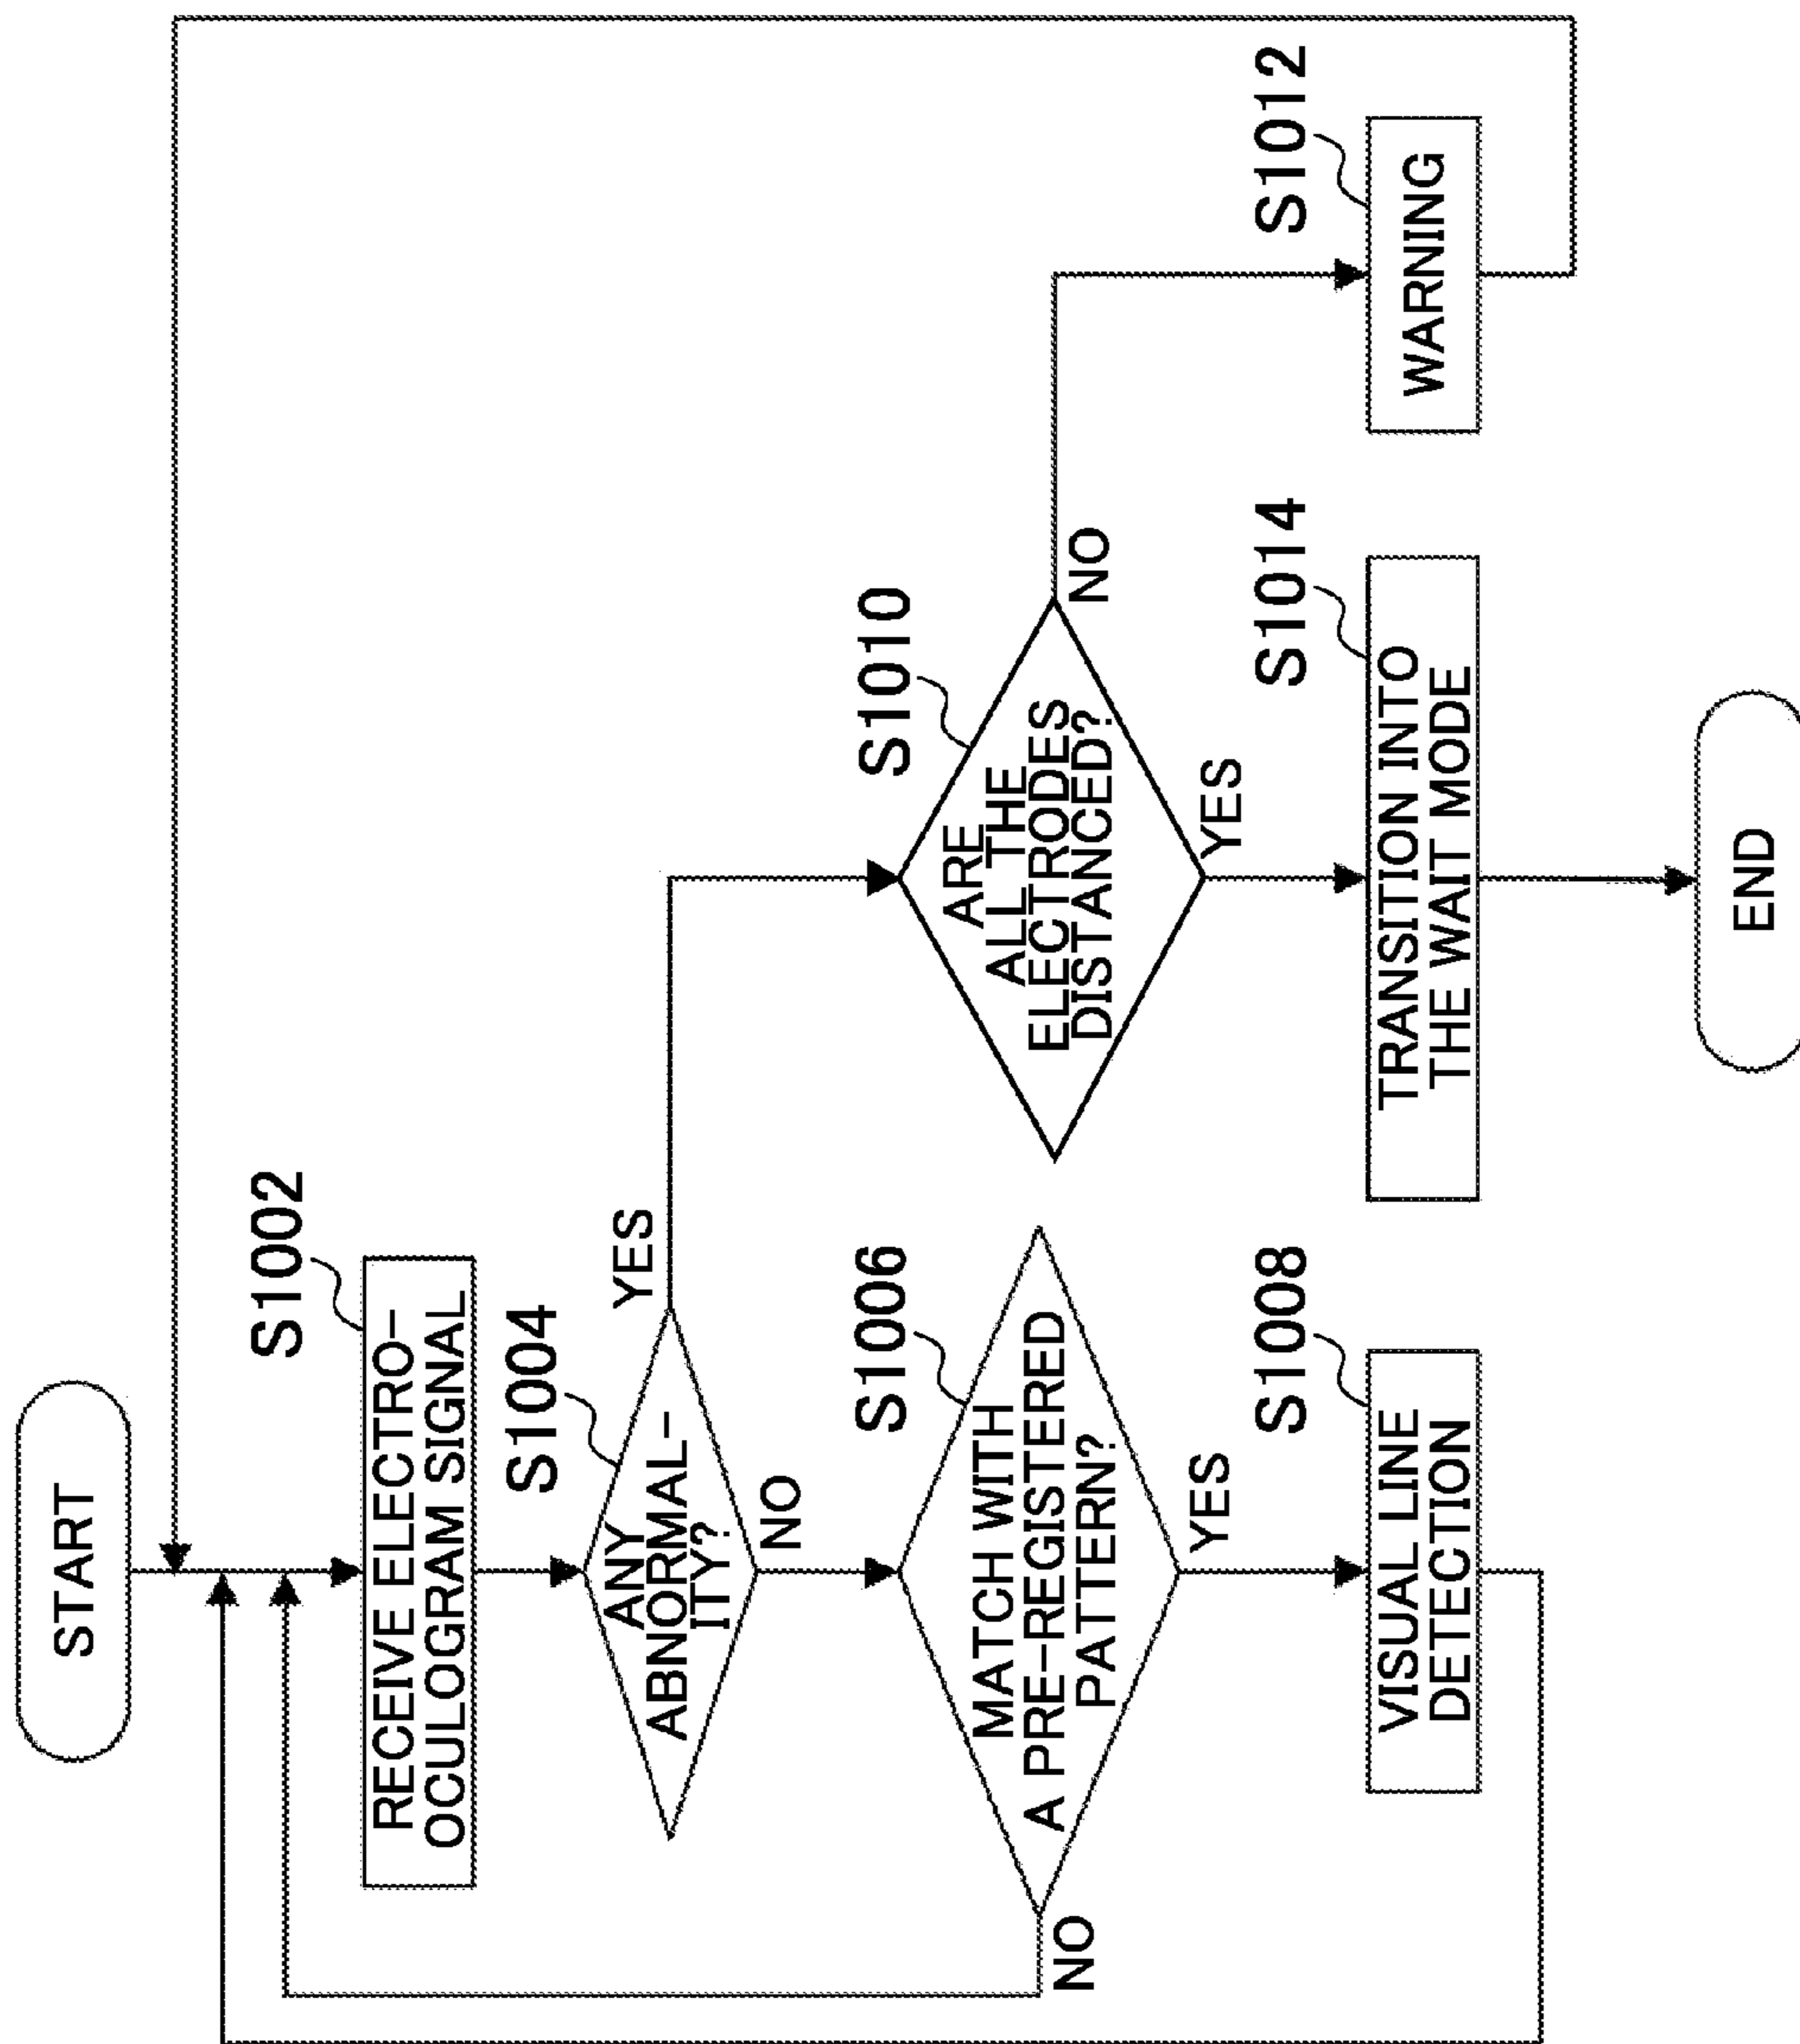 START
S1002
RECEIVE ELECTRO-
OCULOGRAM SIGNAL
S1004
ANY
ABNORMAL-
ITY?
YES
NO
S1006
MATCH WITH
A PRE-REGISTERED
PATTERN?
NO
YES
S1008
VISUAL LINE
DETECTION
S1010
ARE
ALL THE
ELECTRODES
DISTANCED?
NO
YES
S1014
TRANSITION INTO
THE WAIT MODE
S1012
WARNING
END